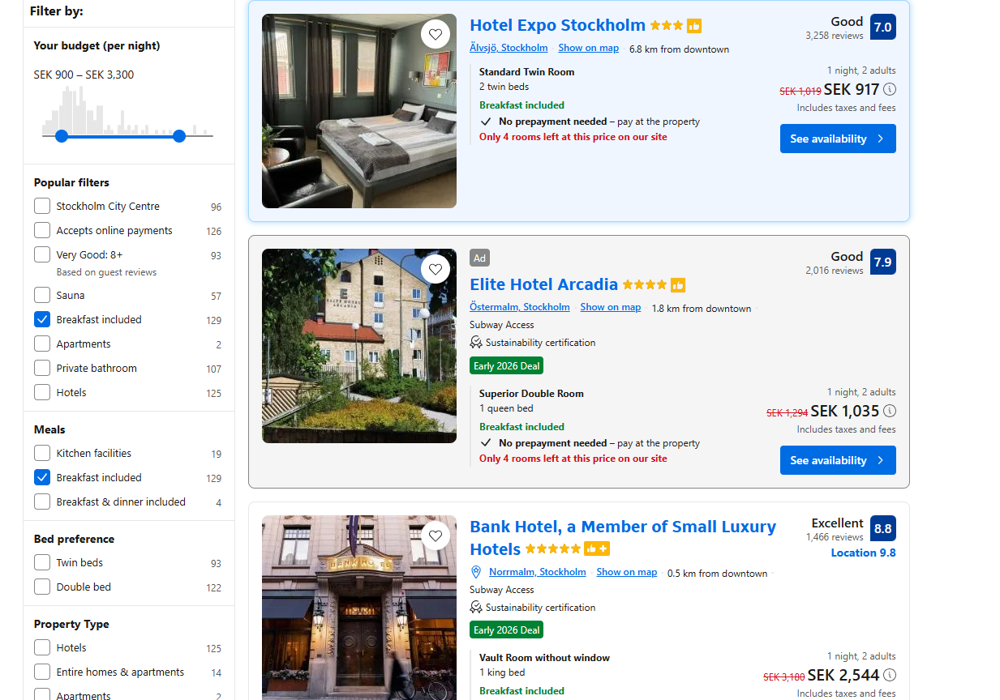 Filter by:
Your budget (per night)
SEK 900 – SEK 3,300
Popular filters
Stockholm City Centre 96
Accepts online payments 126
Very Good: 8+ 93
Based on guest reviews
Sauna 57
Breakfast included 129
Apartments 2
Private bathroom 107
Hotels 125
Meals
Kitchen facilities 19
Breakfast included 129
Breakfast & dinner included 4
Bed preference
Twin beds 93
Double bed 122
Property Type
Hotels 125
Entire homes & apartments 14
Apartments 2
Hotel Expo Stockholm
Good 7.0
3,258 reviews
Älvsjö, Stockholm Show on map 6.8 km from downtown
Standard Twin Room
1 night, 2 adults
2 twin beds
SEK 1,019 SEK 917
Breakfast included
Includes taxes and fees
No prepayment needed – pay at the property
Only 4 rooms left at this price on our site
See availability
Ad
Good 7.9
2,016 reviews
Elite Hotel Arcadia
Östermalm, Stockholm Show on map 1.8 km from downtown
Subway Access
Sustainability certification
Early 2026 Deal
Superior Double Room
1 night, 2 adults
1 queen bed
SEK 1,294 SEK 1,035
Breakfast included
Includes taxes and fees
No prepayment needed – pay at the property
Only 4 rooms left at this price on our site
See availability
E
ELITE HOTEL
ARCADIA
Bank Hotel, a Member of Small Luxury
Hotels
Excellent 8.8
1,466 reviews
Location 9.8
Norrmalm, Stockholm Show on map 0.5 km from downtown
Subway Access
Sustainability certification
Early 2026 Deal
Vault Room without window
1 night, 2 adults
1 king bed
SEK 3,180 SEK 2,544
Breakfast included
Includes taxes and fees
BANK HOTEL